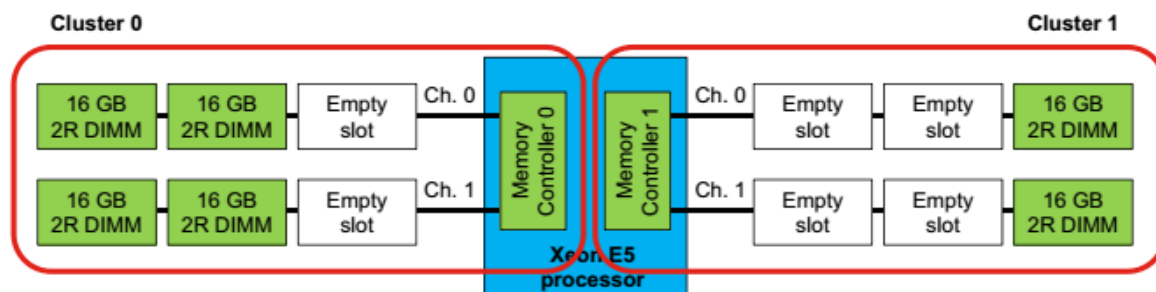 Cluster 0
Cluster 1
16 GB
2R DIMM
16 GB
2R DIMM
Empty
slot
Ch. 0
Memory
Controller 0
Memory
Controller 1
Ch. 0
Empty
slot
Empty
slot
16 GB
2R DIMM
16 GB
2R DIMM
16 GB
2R DIMM
Empty
slot
Ch. 1
Ch. 1
Empty
slot
Empty
slot
16 GB
2R DIMM
Xeon E5
processor